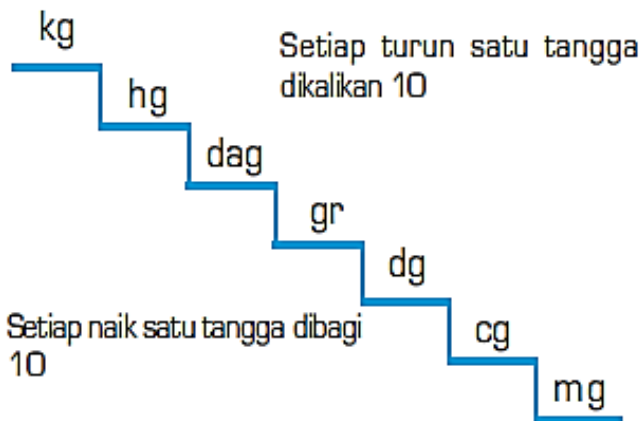 kg
Setiap turun satu tangga
dikalikan 10
hg
dag
gr
dg
Setiap naik satu tangga dibagi
10
cg
mg